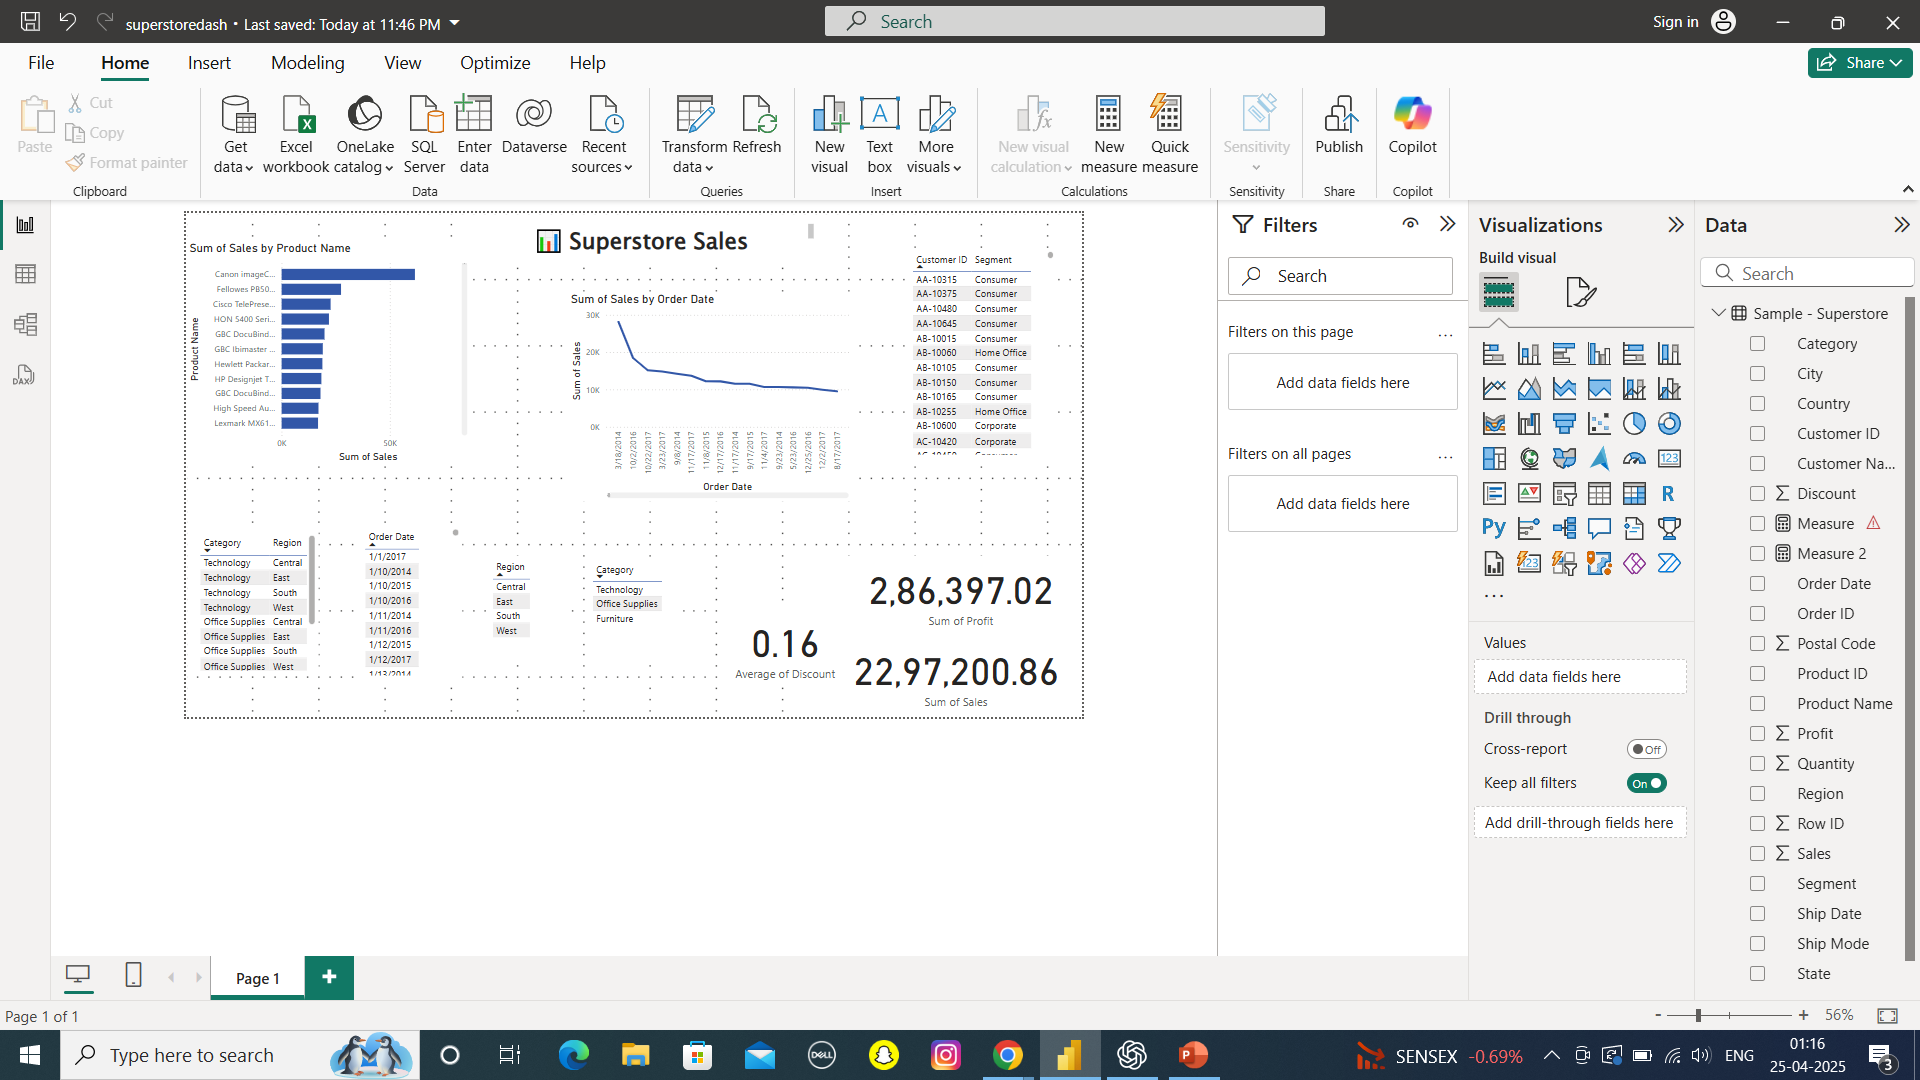 superstoredash • Last saved: Today at 11:46 PM
Search
Sign in
File
Home
Insert
Modeling
View
Optimize
Help
Share
Paste
Cut
Copy
Format painter
Clipboard
Get data
Excel workbook
OneLake catalog
SQL Server
Enter data
Dataverse
Recent sources
Data
Transform data
Refresh
Queries
New visual
Text box
More visuals
Insert
New visual calculation
New measure
Quick measure
Calculations
Sensitivity
Sensitivity
Publish
Share
Copilot
Copilot
Sum of Sales by Product Name
Product Name
Canon imageC...
Fellowes PB50...
Cisco TelePrese...
HON 5400 Seri...
GBC DocuBind...
GBC Ibimaster ...
Hewlett Packar...
HP Designjet T...
GBC DocuBind...
High Speed Au...
Lexmark MX61...
0K 50K
Sum of Sales
Superstore Sales
Sum of Sales by Order Date
Sum of Sales
30K
20K
10K
0K
3/18/2014
10/2/2016
10/22/2017
3/23/2017
9/8/2014
11/17/2017
11/8/2015
12/17/2016
11/17/2014
9/17/2015
11/4/2017
9/23/2014
5/23/2016
12/25/2016
12/2/2017
8/17/2017
Order Date
Customer ID Segment
AA-10315 Consumer
AA-10375 Consumer
AA-10480 Consumer
AA-10645 Consumer
AB-10015 Consumer
AB-10060 Home Office
AB-10105 Consumer
AB-10150 Consumer
AB-10165 Consumer
AB-10255 Home Office
AB-10600 Corporate
AC-10420 Corporate
Category Region
Technology Central
Technology East
Technology South
Technology West
Office Supplies Central
Office Supplies East
Office Supplies South
Office Supplies West
Order Date
1/1/2017
1/10/2014
1/10/2015
1/10/2016
1/11/2014
1/11/2016
1/12/2015
1/12/2017
1/13/2014
Region
Central
East
South
West
Category
Technology
Office Supplies
Furniture
0.16
Average of Discount
2,86,397.02
Sum of Profit
22,97,200.86
Sum of Sales
Filters
Search
Filters on this page ...
Add data fields here
Filters on all pages ...
Add data fields here
Visualizations
Build visual
123
R
Py
123
...
Values
Add data fields here
Drill through
Cross-report Off
Keep all filters On
Add drill-through fields here
Data
Search
Sample - Superstore
Category
City
Country
Customer ID
Customer Na...
Discount
Measure
Measure 2
Order Date
Order ID
Postal Code
Product ID
Product Name
Profit
Quantity
Region
Row ID
Sales
Segment
Ship Date
Ship Mode
State
DAX
Page 1
+
Page 1 of 1
- + 56%
Type here to search
DELL
SENSEX -0.69%
ENG
01:16
25-04-2025
3